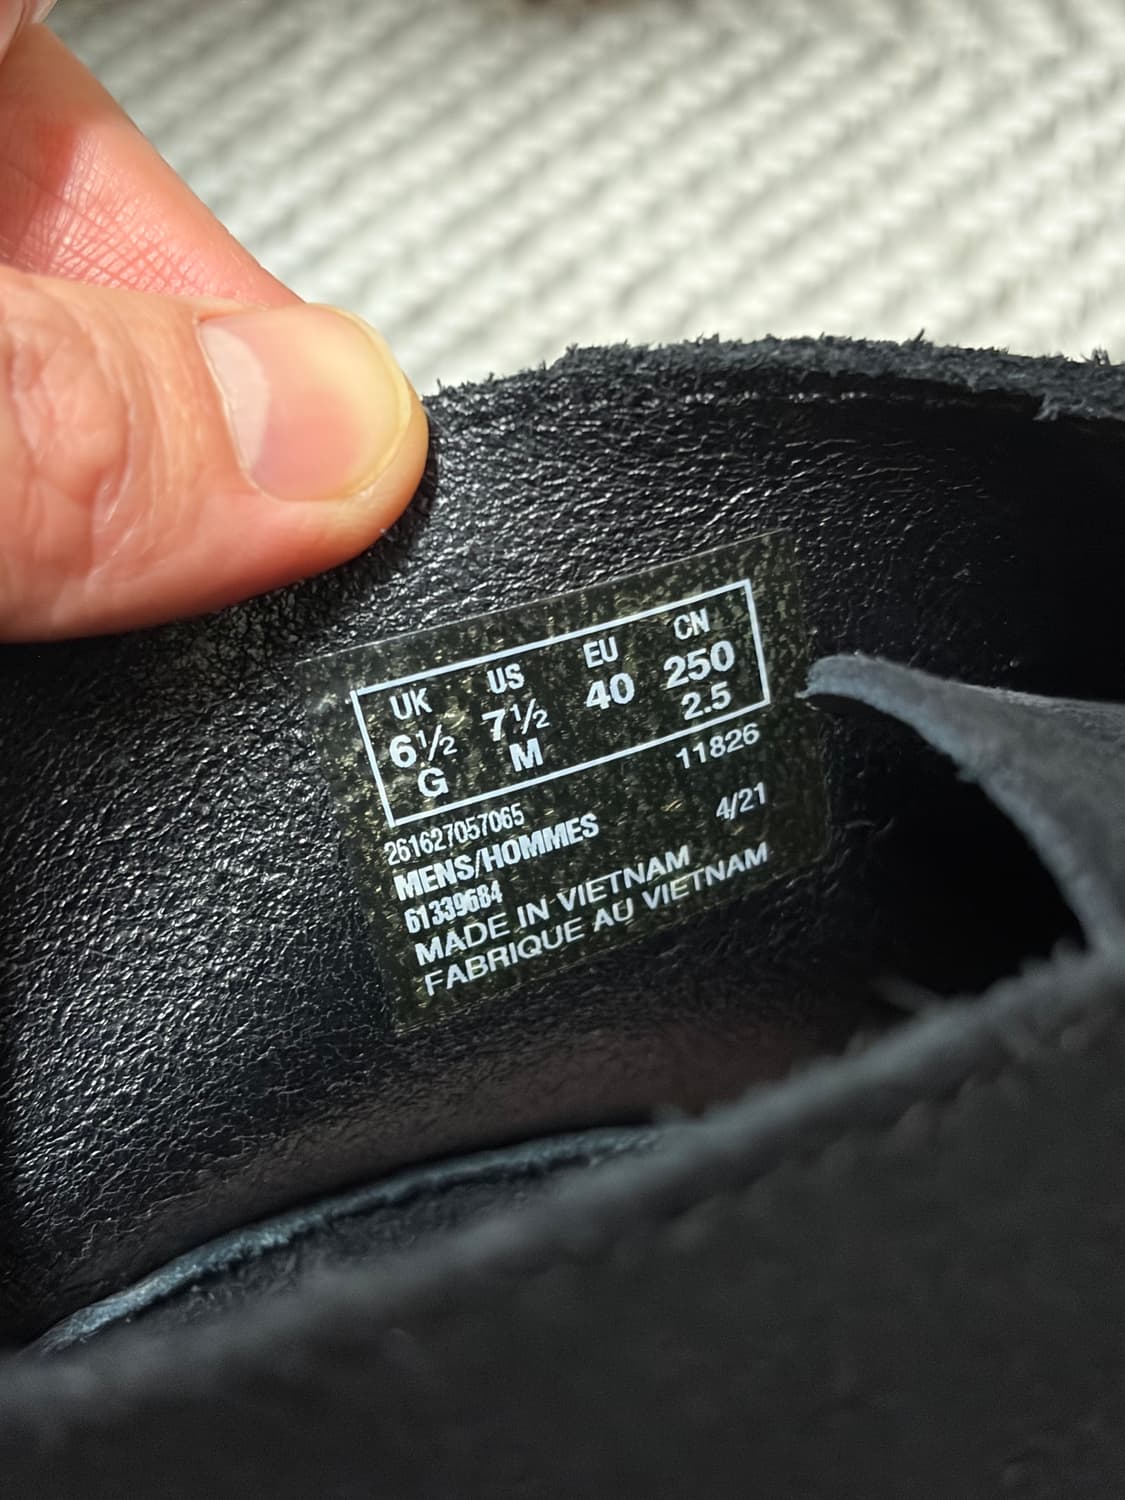 UK US EU CN
6½ 7½ 40 250
G M 2.5
11826
261627057065
MENS/HOMMES 4/21
61339684
MADE IN VIETNAM
FABRIQUE AU VIETNAM